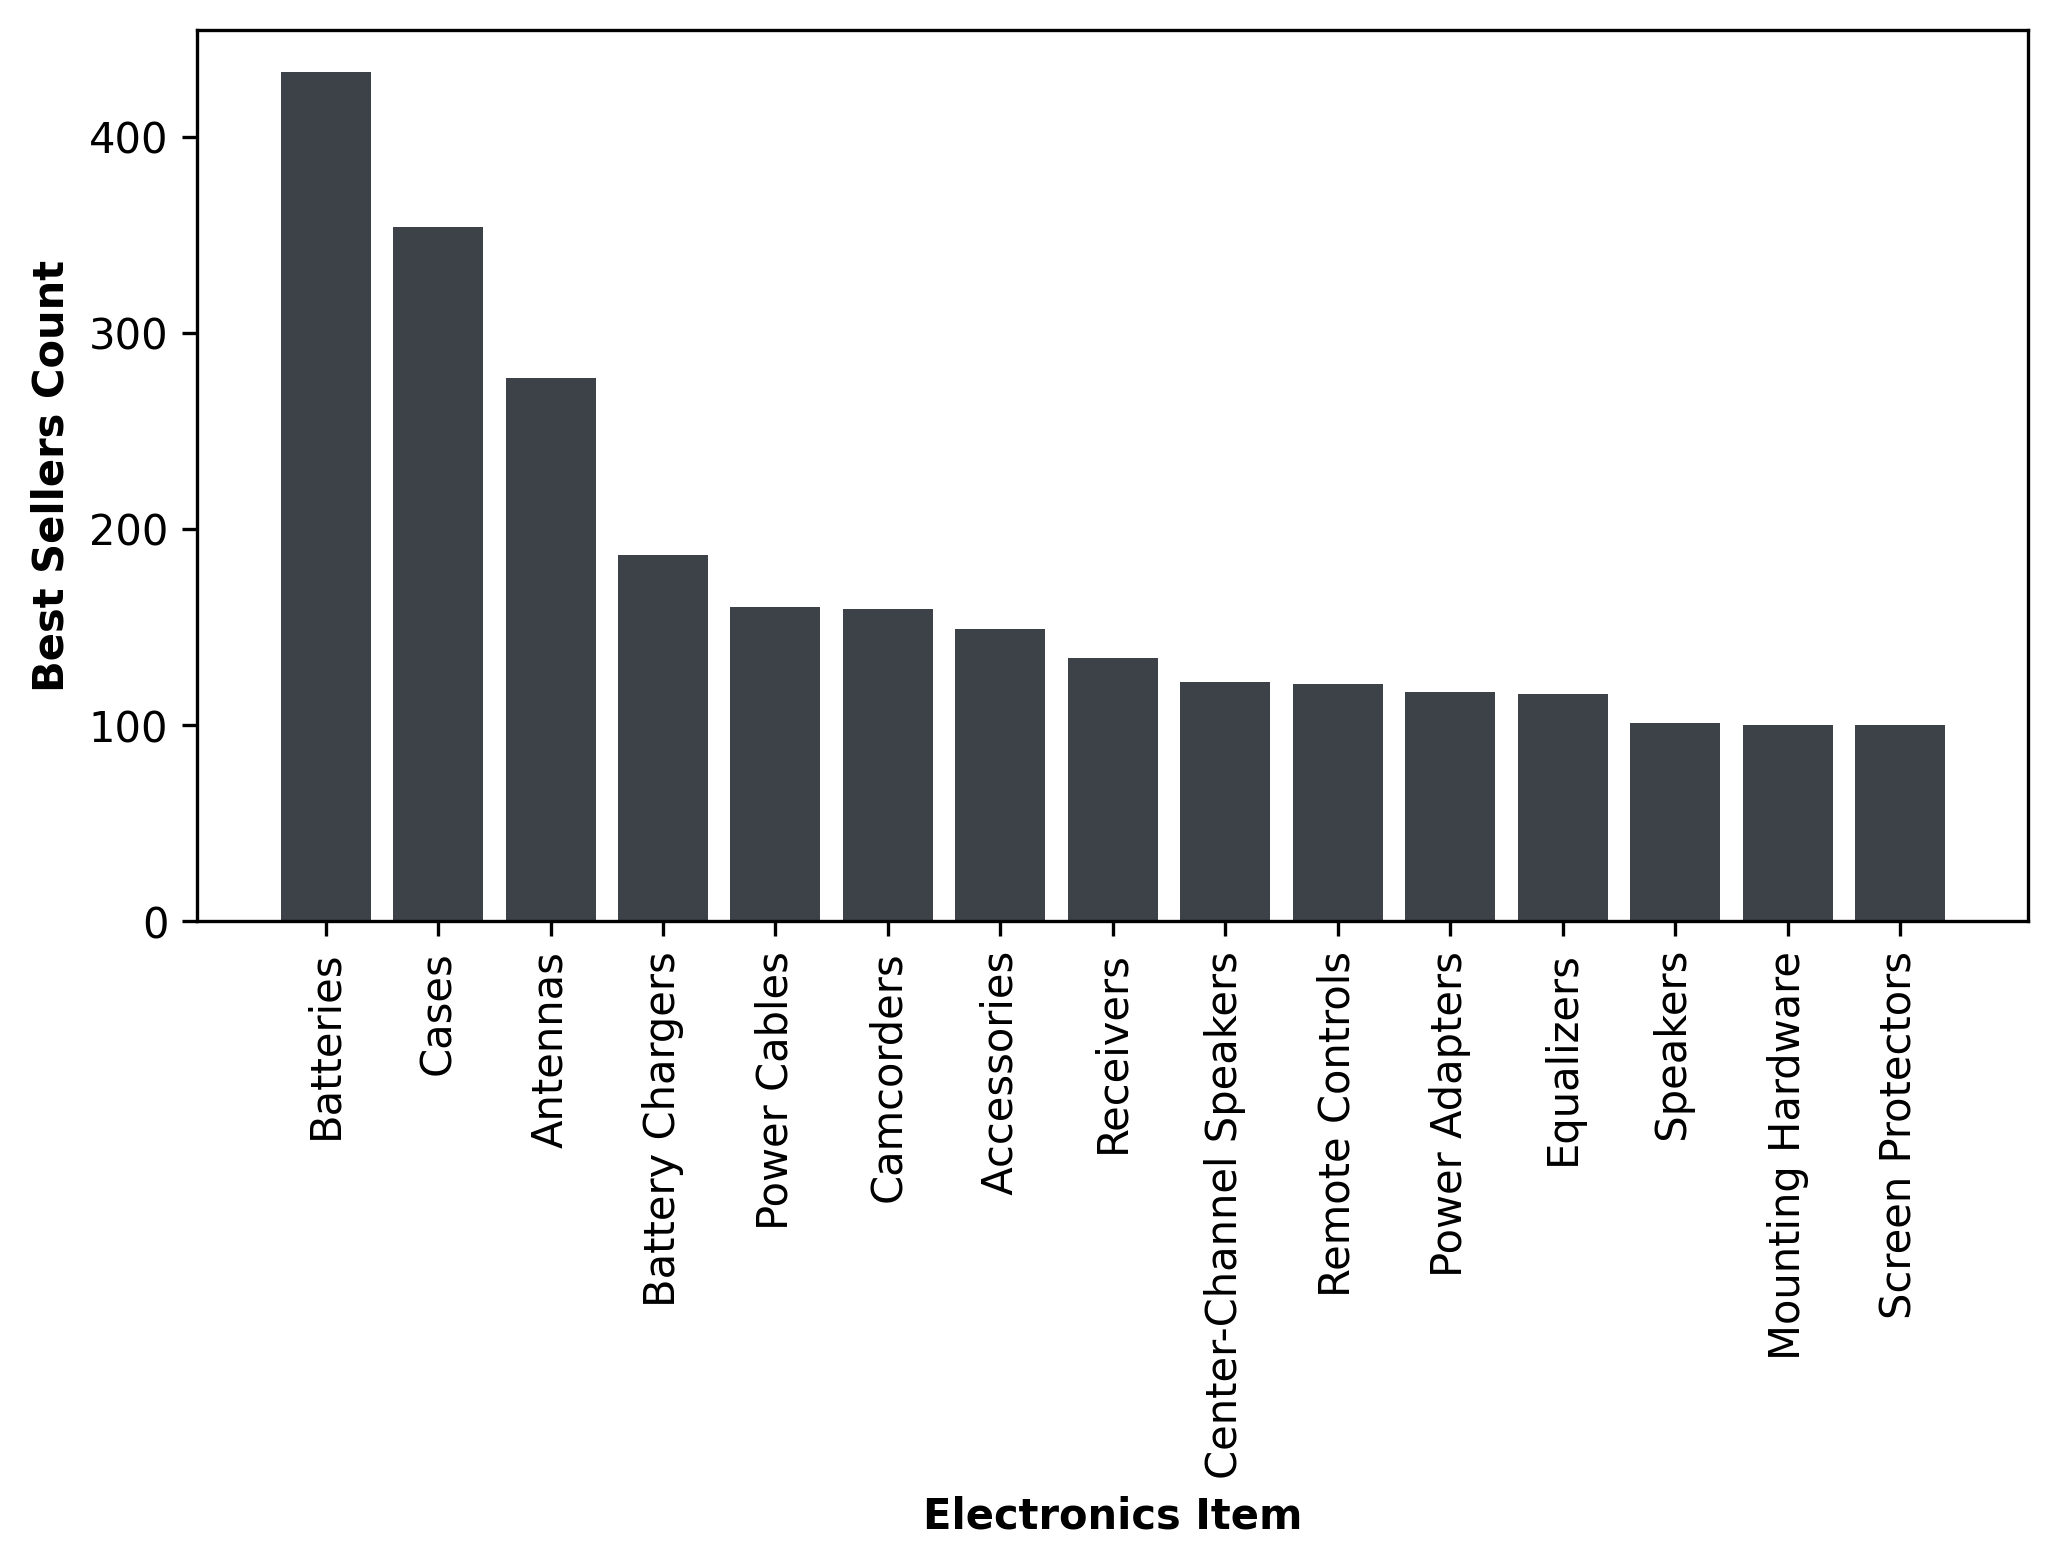 Best Sellers Count
400
300
200
100
0
Batteries
Cases
Antennas
Battery Chargers
Power Cables
Camcorders
Accessories
Receivers
Center-Channel Speakers
Remote Controls
Power Adapters
Equalizers
Speakers
Mounting Hardware
Screen Protectors
Electronics Item